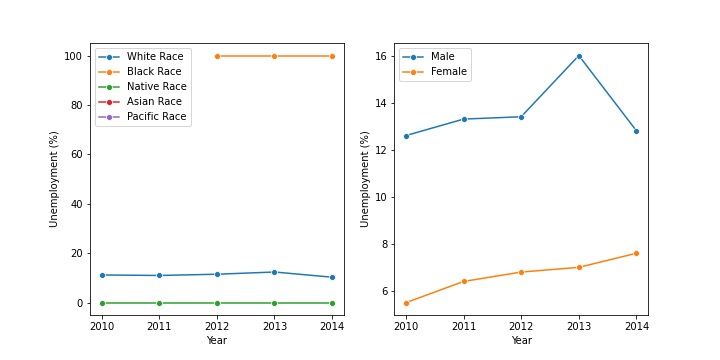 100
80
60
40
20
0
Unemployment (%)
White Race
Black Race
Native Race
Asian Race
Pacific Race
2010 2011 2012 2013 2014
Year
16
14
12
10
8
6
Unemployment (%)
Male
Female
2010 2011 2012 2013 2014
Year